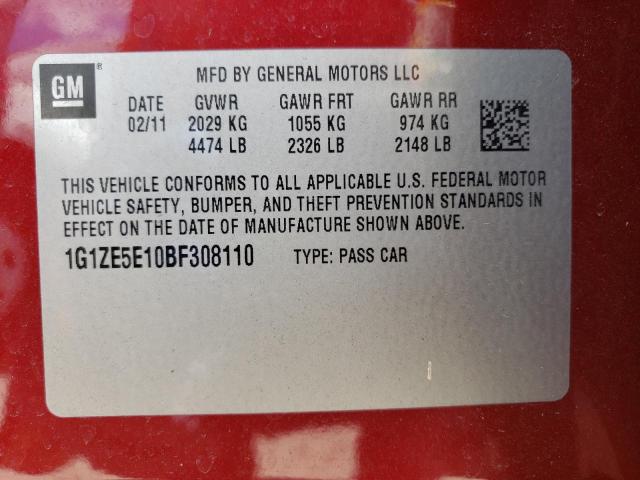 GM ®
MFD BY GENERAL MOTORS LLC
DATE GVWR GAWR FRT GAWR RR
02/11 2029 KG 1055 KG 974 KG
4474 LB 2326 LB 2148 LB
THIS VEHICLE CONFORMS TO ALL APPLICABLE U.S. FEDERAL MOTOR
VEHICLE SAFETY, BUMPER, AND THEFT PREVENTION STANDARDS IN
EFFECT ON THE DATE OF MANUFACTURE SHOWN ABOVE.
1G1ZE5E10BF308110 TYPE: PASS CAR